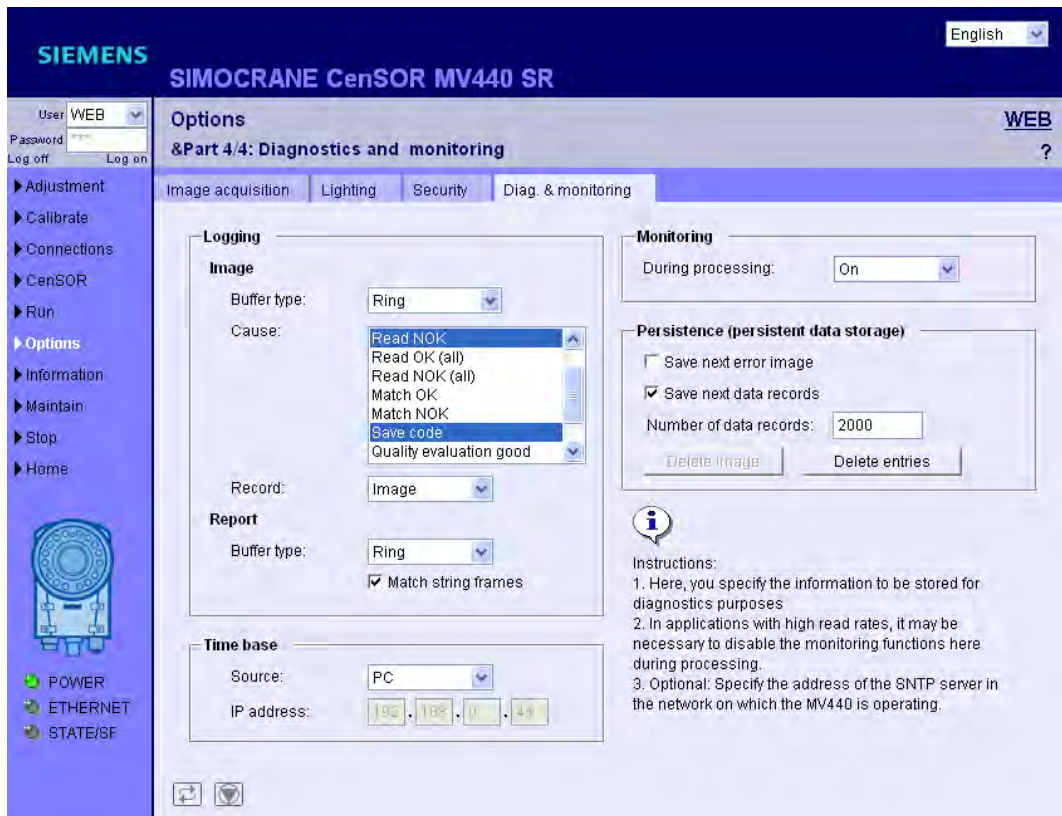 English
SIEMENS
SIMOCRANE CenSOR MV440 SR
User WEB
Password ***
Log off Log on
Options
WEB
&Part 4/4: Diagnostics and monitoring
?
Adjustment
Calibrate
Connections
CenSOR
Run
Options
Information
Maintain
Stop
Home
POWER
ETHERNET
STATE/SF
Image acquisition Lighting Security Diag. & monitoring
Logging
Image
Buffer type: Ring
Cause:
Read NOK
Read OK (all)
Read NOK (all)
Match OK
Match NOK
Save code
Quality evaluation good
Record: Image
Report
Buffer type: Ring
Match string frames
Time base
Source: PC
IP address: 192 . 168 . 0 . 44
Monitoring
During processing: On
Persistence (persistent data storage)
Save next error image
Save next data records
Number of data records: 2000
Delete image Delete entries
i
Instructions:
1. Here, you specify the information to be stored for
diagnostics purposes
2. In applications with high read rates, it may be
necessary to disable the monitoring functions here
during processing.
3. Optional: Specify the address of the SNTP server in
the network on which the MV440 is operating.